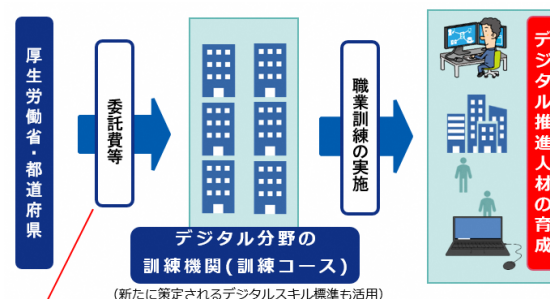 厚生労働省・都道府県
委託費等
職業訓練の実施
デジタル推進人材の育成
デジタル分野の
訓練機関(訓練コース)
(新たに策定されるデジタルスキル標準も活用)